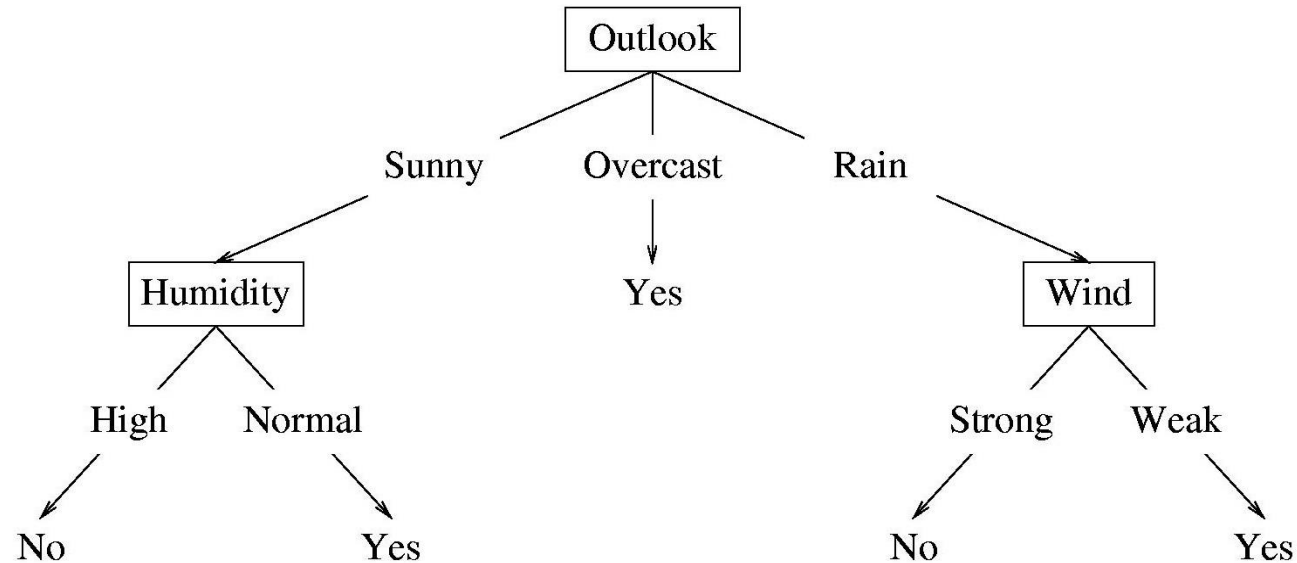 Outlook
Sunny Overcast Rain
Humidity Yes Wind
High Normal Strong Weak
No Yes No Yes